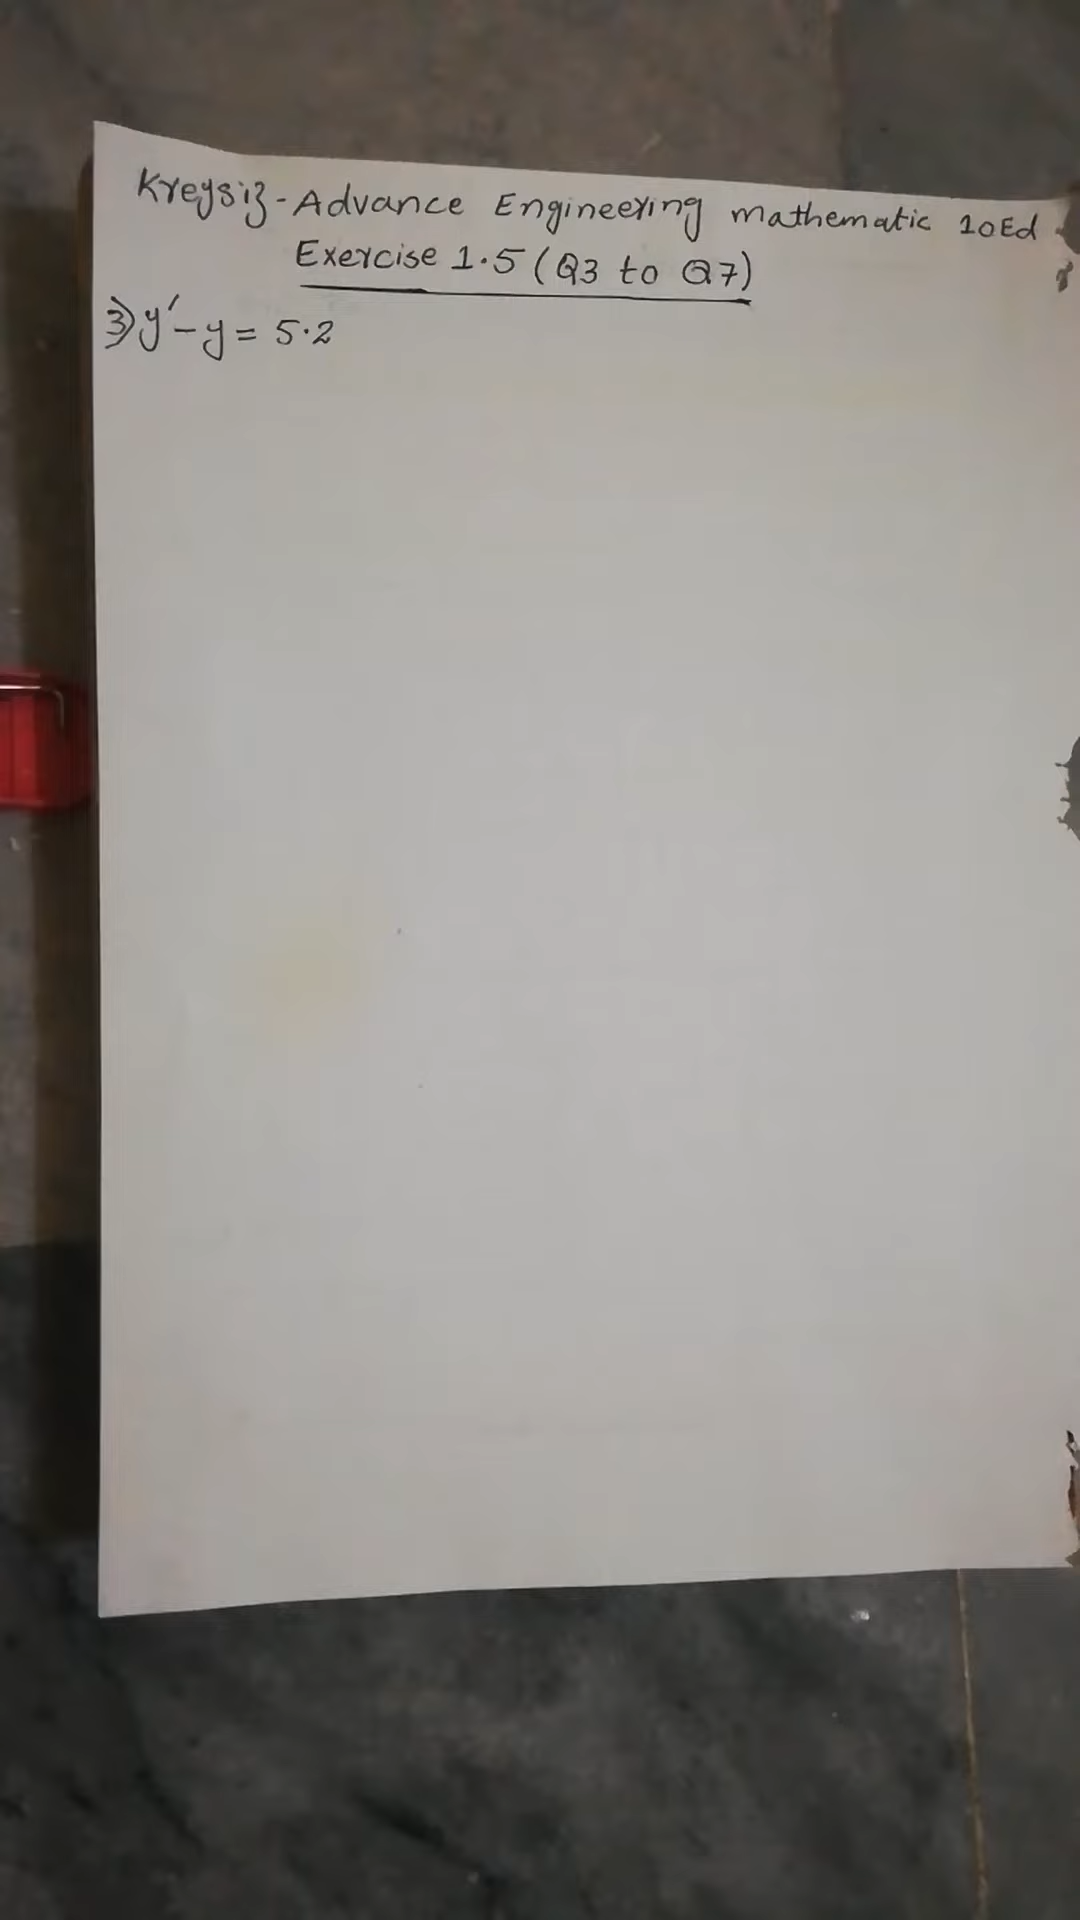 Kreysiz-Advance Engineering mathematic 10Ed
Exercise 1.5 (Q3 to Q7)
3) y'-y = 5.2